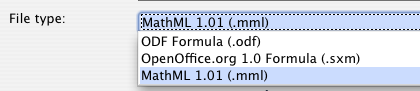 File type: MathML 1.01 (.mml)
ODF Formula (.odf)
OpenOffice.org 1.0 Formula (.sxm)
MathML 1.01 (.mml)